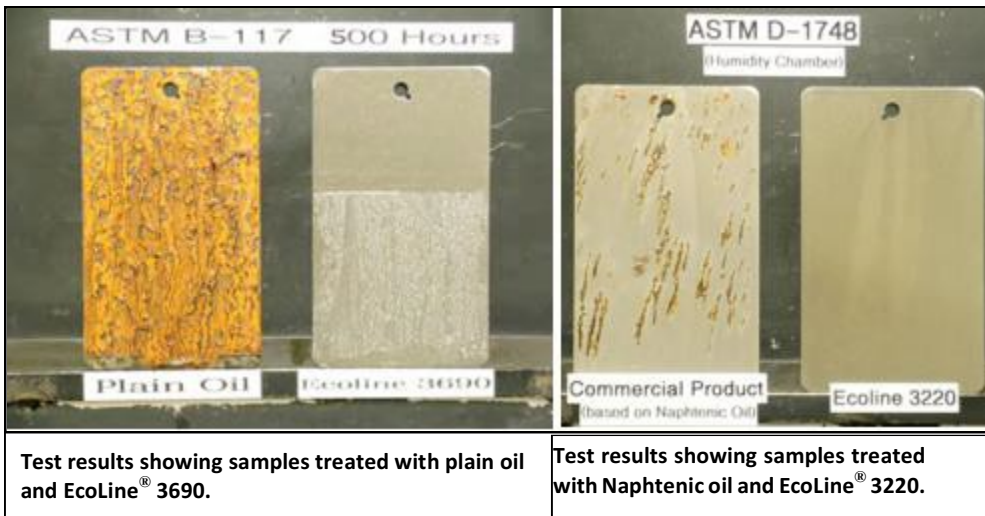 ASTM B-117 500 Hours
Plain Oil
Ecoline 3690
ASTM D-1748
(Humidity Chamber)
Commercial Product
(based on Naphtenic Oil)
Ecoline 3220
Test results showing samples treated with plain oil
and EcoLine® 3690.
Test results showing samples treated
with Naphtenic oil and EcoLine® 3220.